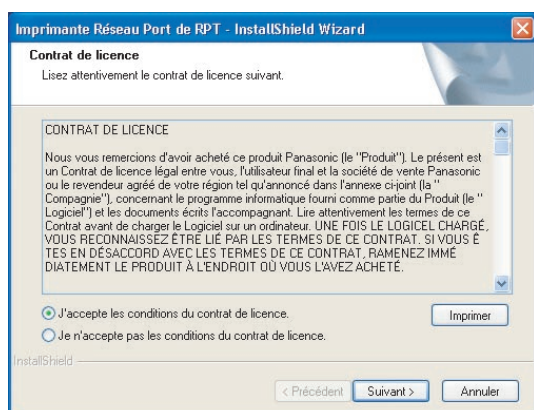 Imprimante Réseau Port de RPT - InstallShield Wizard
Contrat de licence
Lisez attentivement le contrat de licence suivant.
CONTRAT DE LICENCE
Nous vous remercions d'avoir acheté ce produit Panasonic (le "Produit"). Le présent est
un Contrat de licence légal entre vous, l'utilisateur final et la société de vente Panasonic
ou le revendeur agréé de votre région tel qu'annoncé dans l'annexe ci-joint (la "
Compagnie"), concernant le programme informatique fourni comme partie du Produit (le "
Logiciel") et les documents écrits l'accompagnant. Lire attentivement les termes de ce
Contrat avant de charger le Logiciel sur un ordinateur. UNE FOIS LE LOGICEL CHARGÉ,
VOUS RECONNAISSEZ ÊTRE LIÉ PAR LES TERMES DE CE CONTRAT. SI VOUS Ê
TES EN DÉSACCORD AVEC LES TERMES DE CE CONTRAT, RAMENEZ IMMÉ
DIATEMENT LE PRODUIT À L'ENDROIT OÙ VOUS L'AVEZ ACHETÉ.
J'accepte les conditions du contrat de licence.
Imprimer
Je n'accepte pas les conditions du contrat de licence.
InstallShield
< Précédent
Suivant >
Annuler